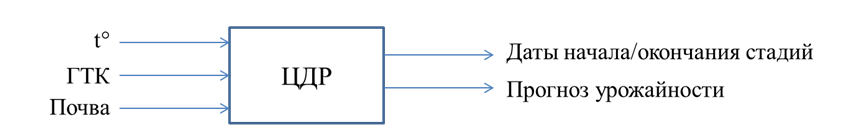 t°
ГТК
Почва
ЦДР
Даты начала/окончания стадий
Прогноз урожайности